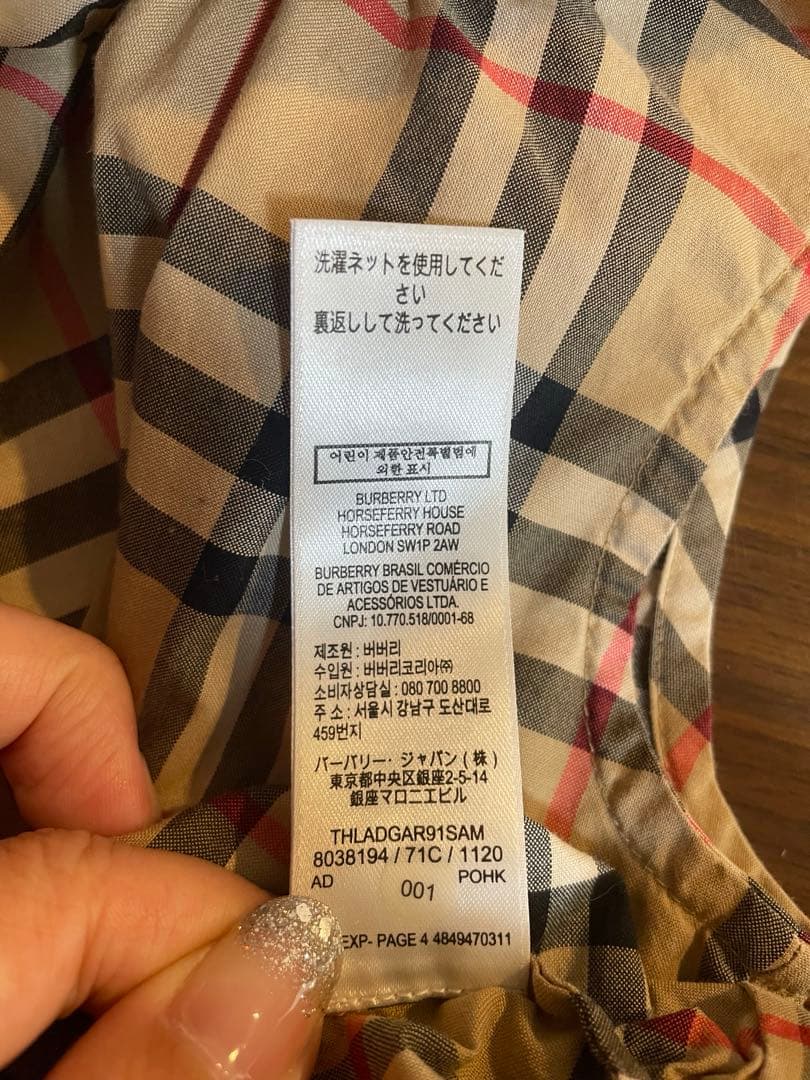 洗濯ネットを使用してくだ
さい
裏返しして洗ってください
어린이 제품안전특별법에
의한 표시
BURBERRY LTD
HORSEFERRY HOUSE
HORSEFERRY ROAD
LONDON SW1P 2AW
BURBERRY BRASIL COMÉRCIO
DE ARTIGOS DE VESTUÁRIO E
ACESSÓRIOS LTDA.
CNPJ: 10.770.518/0001-68
제조원 : 버버리
수입원 : 버버리코리아㈜
소비자상담실 : 080 700 8800
주 소 : 서울시 강남구 도산대로
459번지
バーバリー・ジャパン ( 株 )
東京都中央区銀座2-5-14
銀座マロニエビル
THLADGAR91SAM
8038194 / 71C / 1120
AD 001 POHK
EXP- PAGE 4 4849470311